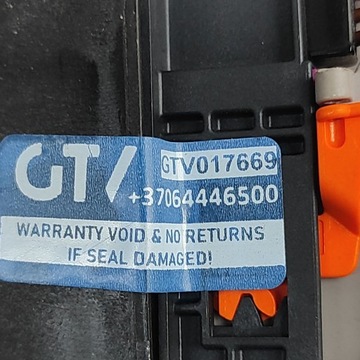 GTV GTV017669
+37064446500
WARRANTY VOID & NO RETURNS
IF SEAL DAMAGED!